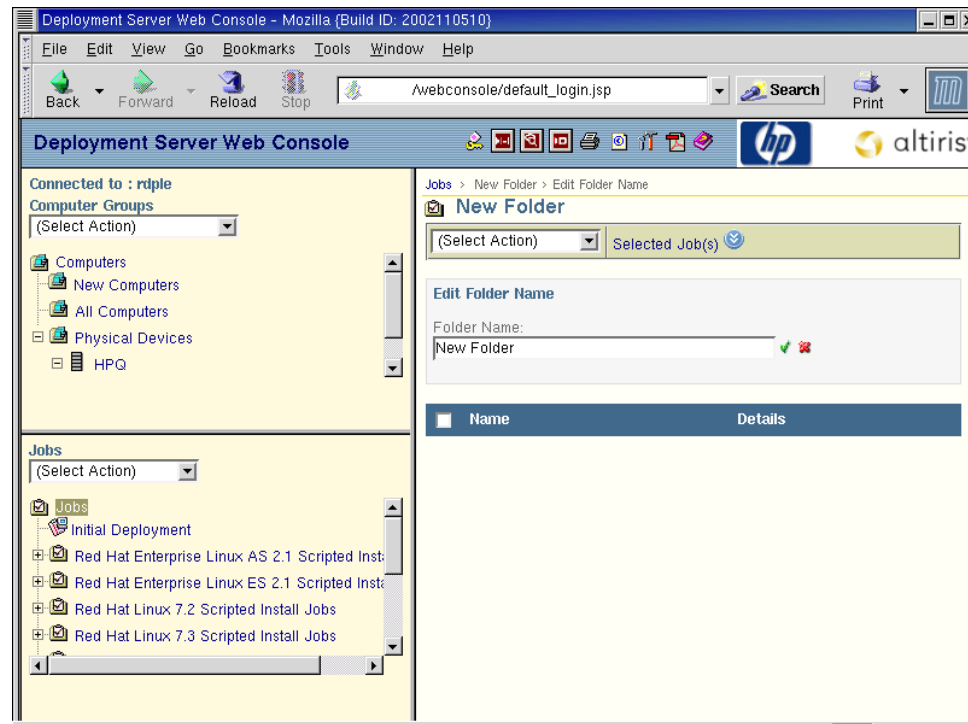 Deployment Server Web Console - Mozilla {Build ID: 2002110510}
File Edit View Go Bookmarks Tools Window Help
Back Forward Reload Stop /webconsole/default_login.jsp Search Print
Deployment Server Web Console
hp altiris
Connected to : rdple
Computer Groups
(Select Action)
Computers
New Computers
All Computers
Physical Devices
HPQ
Jobs
(Select Action)
Jobs
Initial Deployment
Red Hat Enterprise Linux AS 2.1 Scripted Insta
Red Hat Enterprise Linux ES 2.1 Scripted Insta
Red Hat Linux 7.2 Scripted Install Jobs
Red Hat Linux 7.3 Scripted Install Jobs
Jobs > New Folder > Edit Folder Name
New Folder
(Select Action) Selected Job(s)
Edit Folder Name
Folder Name:
New Folder
Name Details